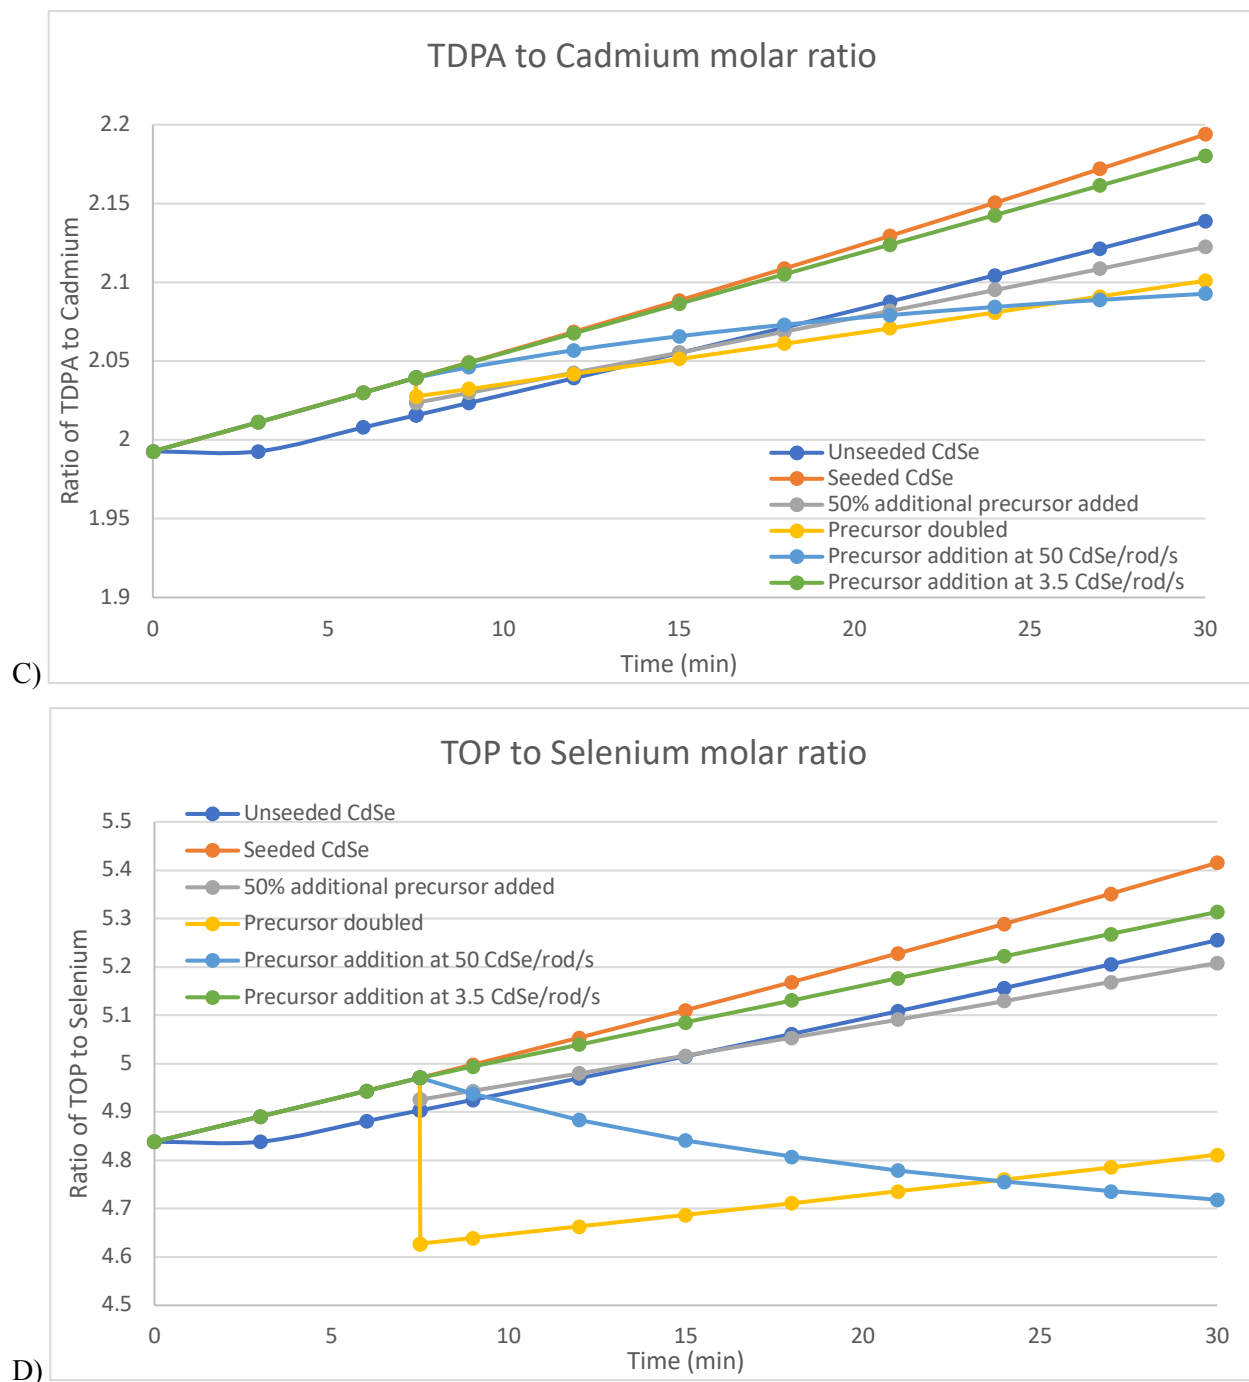 TDPA to Cadmium molar ratio
2.2
2.15
2.1
2.05
2
1.95
1.9
Ratio of TDPA to Cadmium
Unseeded CdSe
Seeded CdSe
50% additional precursor added
Precursor doubled
Precursor addition at 50 CdSe/rod/s
Precursor addition at 3.5 CdSe/rod/s
0 5 10 15 20 25 30
Time (min)
C)
TOP to Selenium molar ratio
Unseeded CdSe
Seeded CdSe
50% additional precursor added
Precursor doubled
Precursor addition at 50 CdSe/rod/s
Precursor addition at 3.5 CdSe/rod/s
5.5
5.4
5.3
5.2
5.1
5
4.9
4.8
4.7
4.6
4.5
Ratio of TOP to Selenium
0 5 10 15 20 25 30
Time (min)
D)